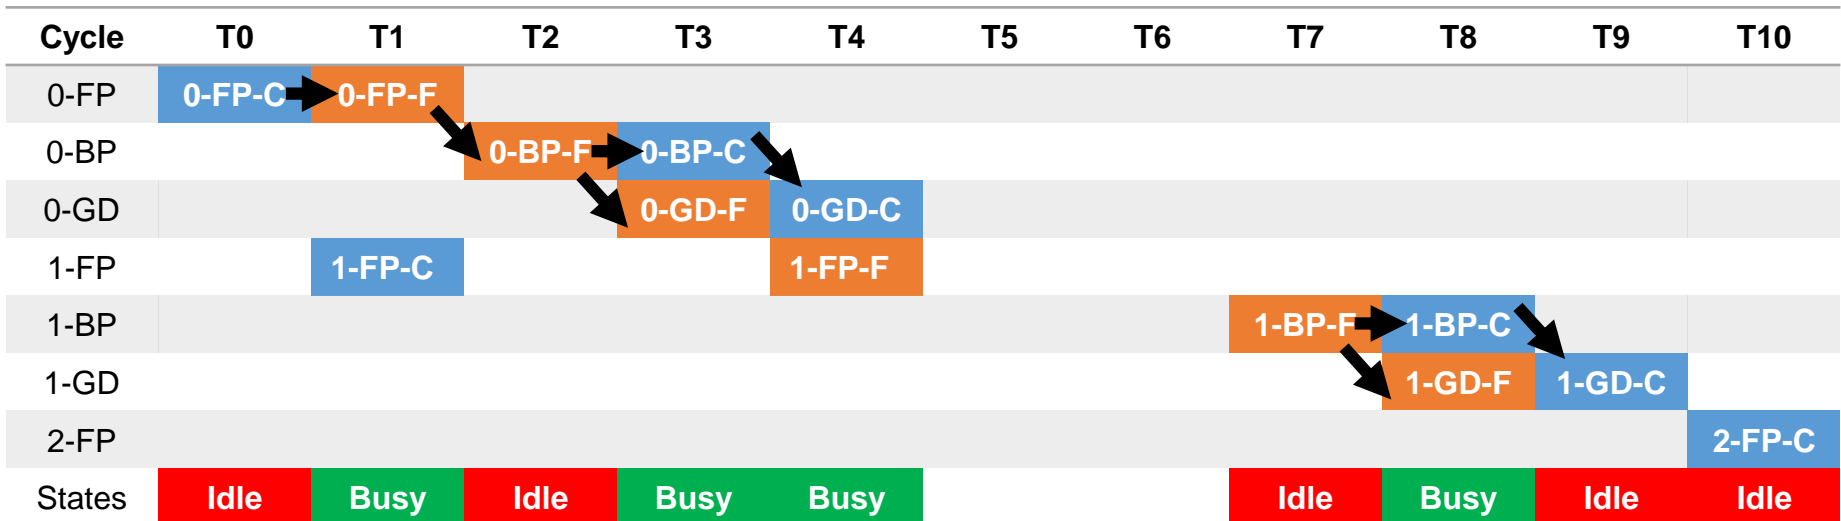 Cycle T0 T1 T2 T3 T4 T5 T6 T7 T8 T9 T10
0-FP 0-FP-C 0-FP-F
0-BP 0-BP-F 0-BP-C
0-GD 0-GD-F 0-GD-C
1-FP 1-FP-C 1-FP-F
1-BP 1-BP-F 1-BP-C
1-GD 1-GD-F 1-GD-C
2-FP 2-FP-C
States Idle Busy Idle Busy Busy Idle Busy Idle Idle